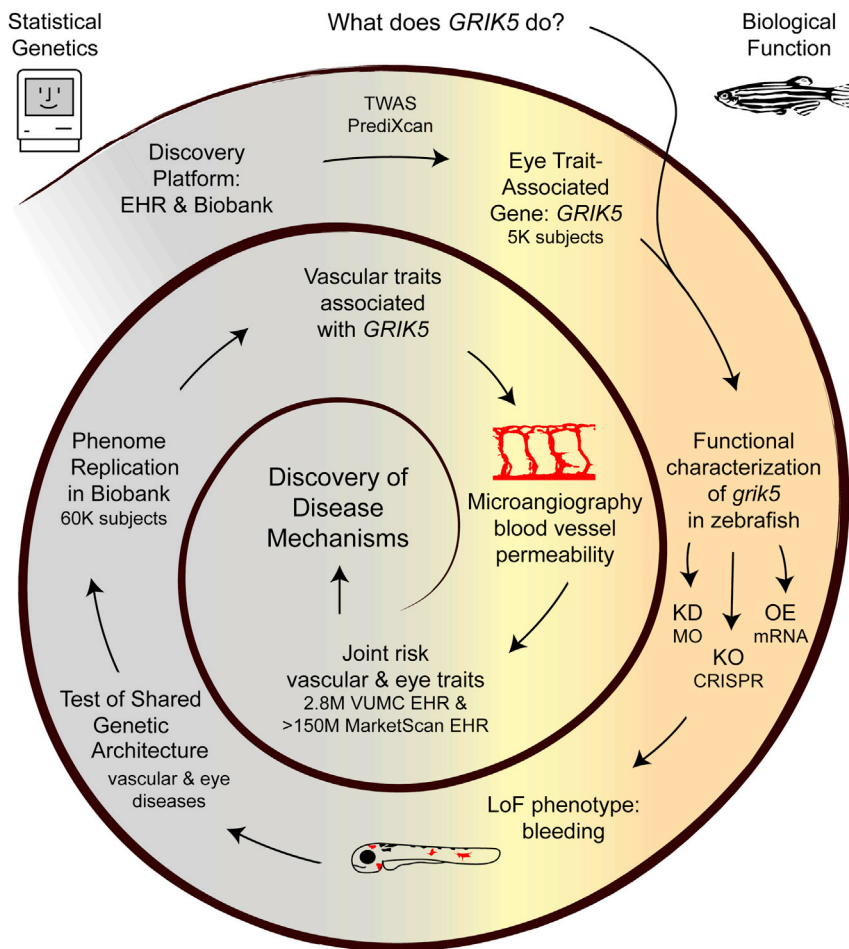 Statistical
Genetics
What does GRIK5 do?
Biological
Function
TWAS
PrediXcan
Discovery
Platform:
EHR & Biobank
Eye Trait-
Associated
Gene: GRIK5
5K subjects
Functional
characterization
of grik5
in zebrafish
KD
MO
KO
CRISPR
OE
mRNA
LoF phenotype:
bleeding
Test of Shared
Genetic
Architecture
vascular & eye
diseases
Phenome
Replication
in Biobank
60K subjects
Vascular traits
associated
with GRIK5
Microangiography
blood vessel
permeability
Joint risk
vascular & eye traits
2.8M VUMC EHR &
>150M MarketScan EHR
Discovery of
Disease
Mechanisms